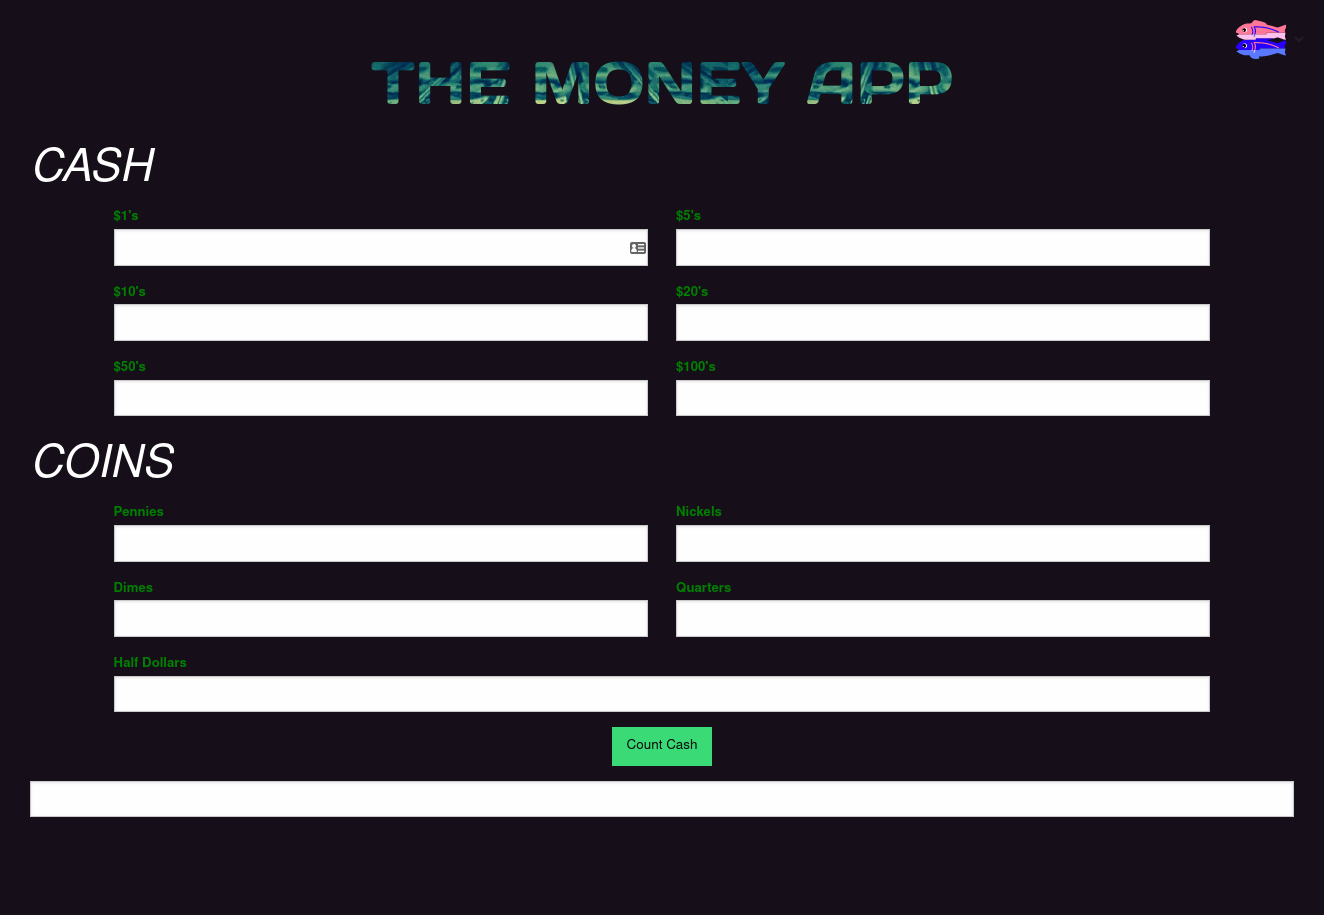 THE MONEY APP
CASH
$1's
$5's
$10's
$20's
$50's
$100's
COINS
Pennies
Nickels
Dimes
Quarters
Half Dollars
Count Cash